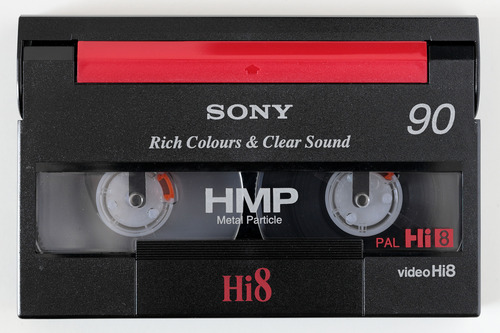 SONY
90
Rich Colours & Clear Sound
HMP
Metal Particle
PAL Hi8
Hi8
video Hi8